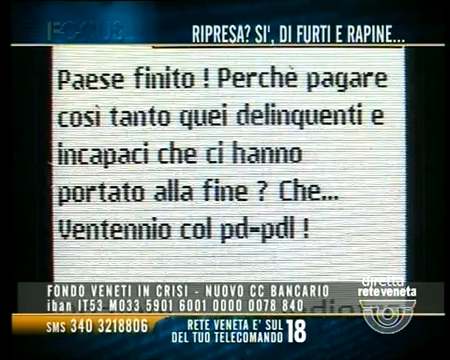 FOCUS
RIPRESA? SI', DI FURTI E RAPINE...
Paese finito ! Perchè pagare
così tanto quei delinquenti e
incapaci che ci hanno
portato alla fine ? Che...
Ventennio col pd-pdl !
diretta
reteveneta
FONDO VENETI IN CRISI - NUOVO CC BANCARIO
iban IT53 M033 5901 6001 0000 0078 840
SMS 340 3218806
RETE VENETA E' SUL
DEL TUO TELECOMANDO 18